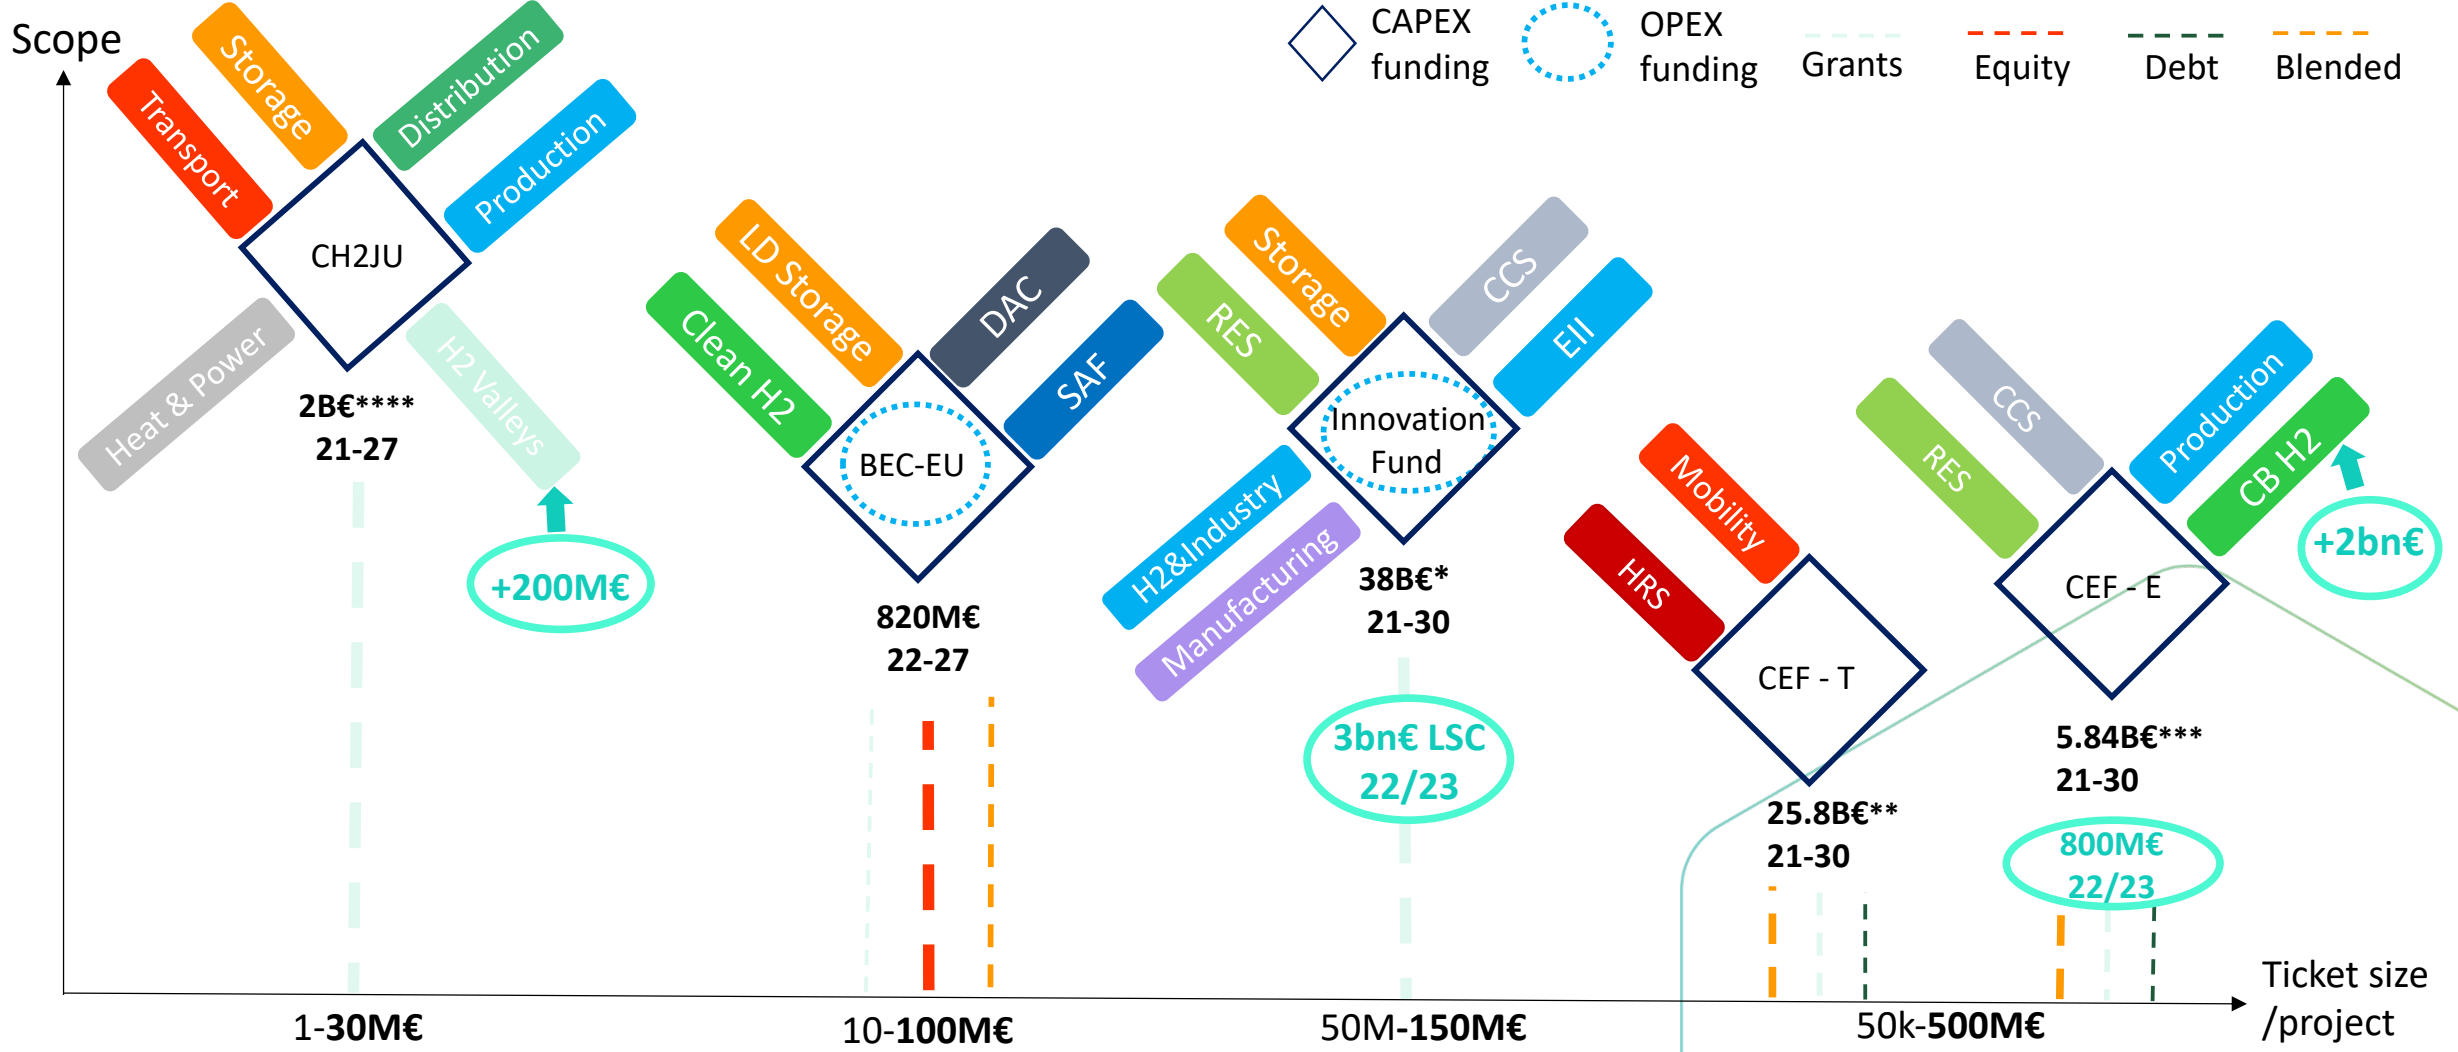 Scope
CAPEX
funding
OPEX
funding
Grants
Equity
Debt
Blended
Transport
Storage
Distribution
Production
CH2JU
Heat & Power
H2 Valleys
2B€****
21-27
+200M€
Clean H2
LD Storage
DAC
SAF
BEC-EU
820M€
22-27
RES
Storage
CCS
EII
Innovation
Fund
H2&Industry
Manufacturing
38B€*
21-30
3bn€ LSC
22/23
HRS
Mobility
CEF - T
25.8B€**
21-30
RES
CCS
Production
CB H2
+2bn€
CEF - E
5.84B€***
21-30
800M€
22/23
1-30M€
10-100M€
50M-150M€
50k-500M€
Ticket size
/project